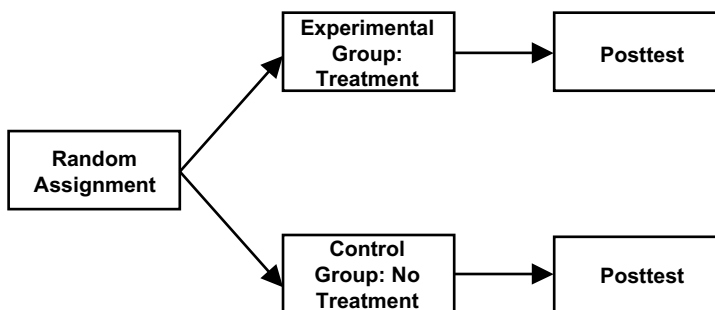 Experimental
Group:
Treatment
Posttest
Random
Assignment
Control
Group: No
Treatment
Posttest